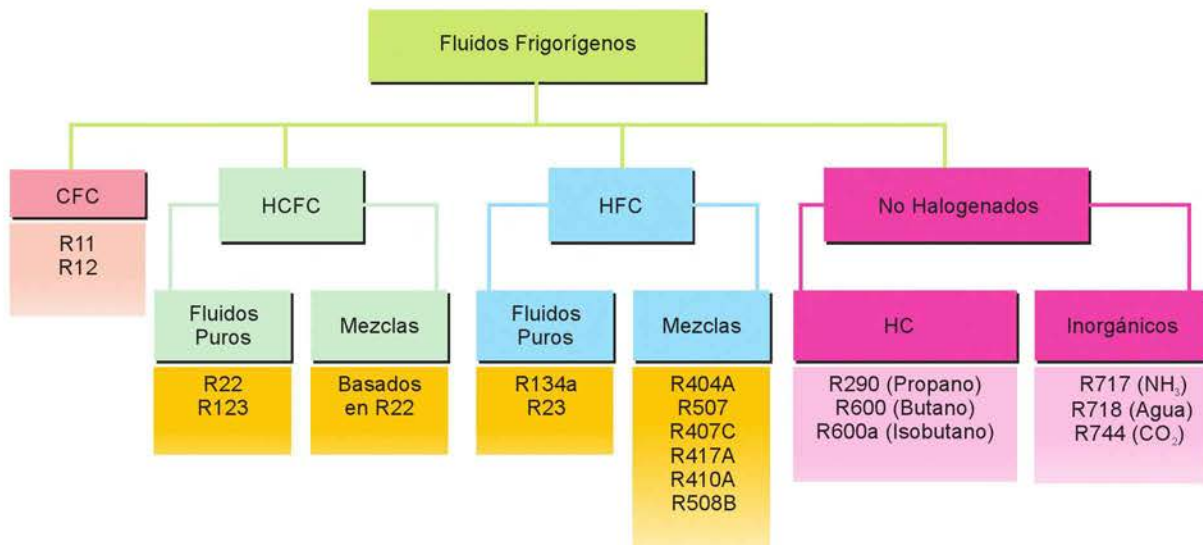 Fluidos Frigorígenos
CFC
R11
R12
HCFC
Fluidos
Puros
R22
R123
Mezclas
Basados
en R22
HFC
Fluidos
Puros
R134a
R23
Mezclas
R404A
R507
R407C
R417A
R410A
R508B
No Halogenados
HC
R290 (Propano)
R600 (Butano)
R600a (Isobutano)
Inorgánicos
R717 (NH₃)
R718 (Agua)
R744 (CO₂)